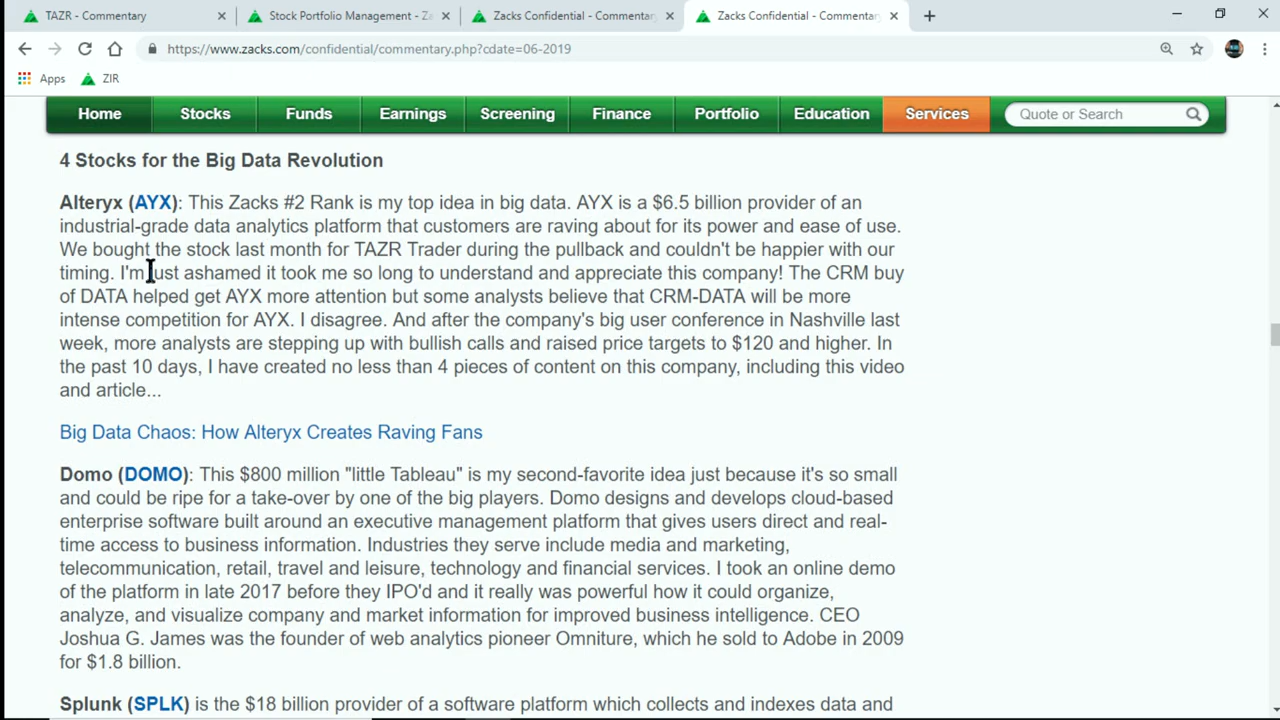 TAZR - Commentary
Stock Portfolio Management - Za
Zacks Confidential - Commentary
Zacks Confidential - Commentary
https://www.zacks.com/confidential/commentary.php?cdate=06-2019
Apps ZIR
Home Stocks Funds Earnings Screening Finance Portfolio Education Services Quote or Search
4 Stocks for the Big Data Revolution
Alteryx (AYX): This Zacks #2 Rank is my top idea in big data. AYX is a $6.5 billion provider of an
industrial-grade data analytics platform that customers are raving about for its power and ease of use.
We bought the stock last month for TAZR Trader during the pullback and couldn't be happier with our
timing. I'm just ashamed it took me so long to understand and appreciate this company! The CRM buy
of DATA helped get AYX more attention but some analysts believe that CRM-DATA will be more
intense competition for AYX. I disagree. And after the company's big user conference in Nashville last
week, more analysts are stepping up with bullish calls and raised price targets to $120 and higher. In
the past 10 days, I have created no less than 4 pieces of content on this company, including this video
and article...
Big Data Chaos: How Alteryx Creates Raving Fans
Domo (DOMO): This $800 million "little Tableau" is my second-favorite idea just because it's so small
and could be ripe for a take-over by one of the big players. Domo designs and develops cloud-based
enterprise software built around an executive management platform that gives users direct and real-
time access to business information. Industries they serve include media and marketing,
telecommunication, retail, travel and leisure, technology and financial services. I took an online demo
of the platform in late 2017 before they IPO'd and it really was powerful how it could organize,
analyze, and visualize company and market information for improved business intelligence. CEO
Joshua G. James was the founder of web analytics pioneer Omniture, which he sold to Adobe in 2009
for $1.8 billion.
Splunk (SPLK) is the $18 billion provider of a software platform which collects and indexes data and